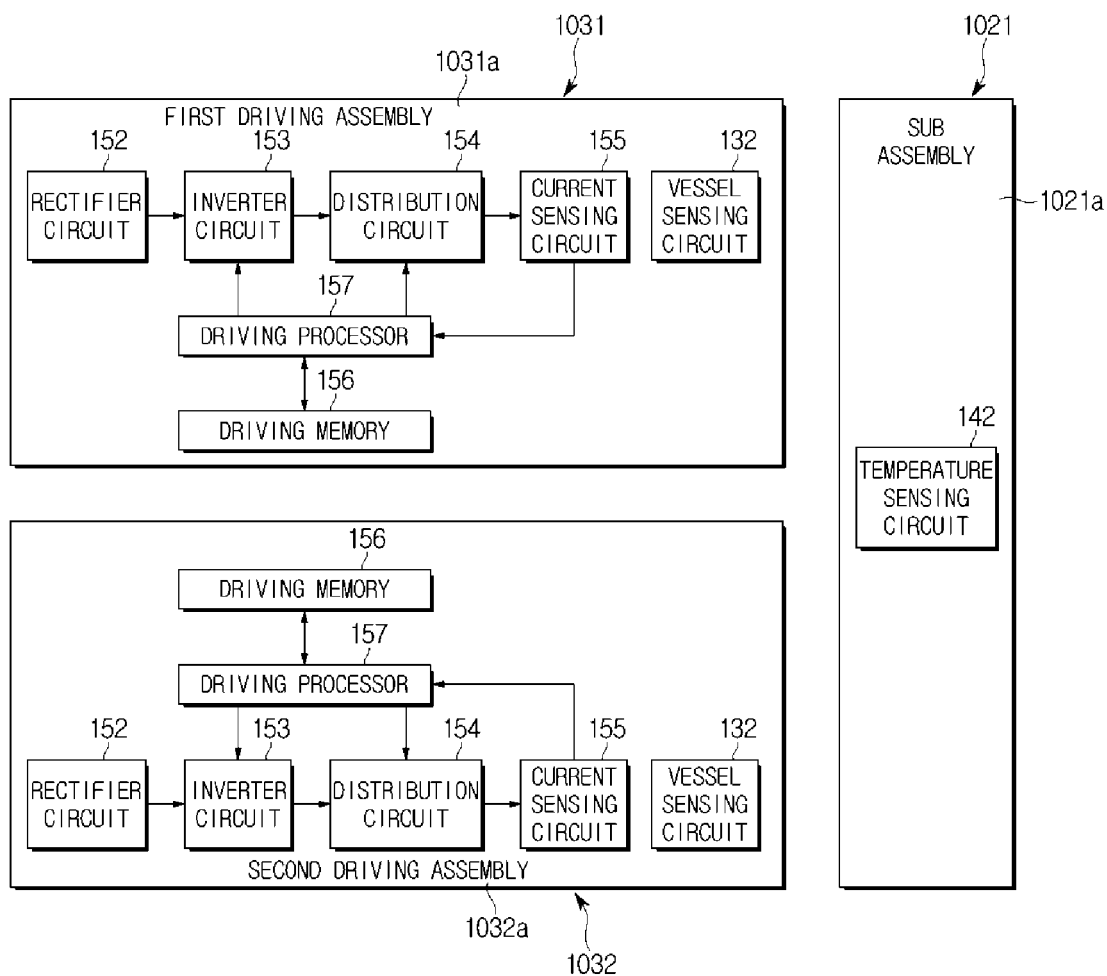 1031
1021
1031a
FIRST DRIVING ASSEMBLY
152
153
154
155
132
RECTIFIER
CIRCUIT
INVERTER
CIRCUIT
DISTRIBUTION
CIRCUIT
CURRENT
SENSING
CIRCUIT
VESSEL
SENSING
CIRCUIT
157
DRIVING PROCESSOR
156
DRIVING MEMORY
SUB
ASSEMBLY
1021a
142
TEMPERATURE
SENSING
CIRCUIT
156
DRIVING MEMORY
157
DRIVING PROCESSOR
152
153
154
155
132
RECTIFIER
CIRCUIT
INVERTER
CIRCUIT
DISTRIBUTION
CIRCUIT
CURRENT
SENSING
CIRCUIT
VESSEL
SENSING
CIRCUIT
SECOND DRIVING ASSEMBLY
1032a
1032